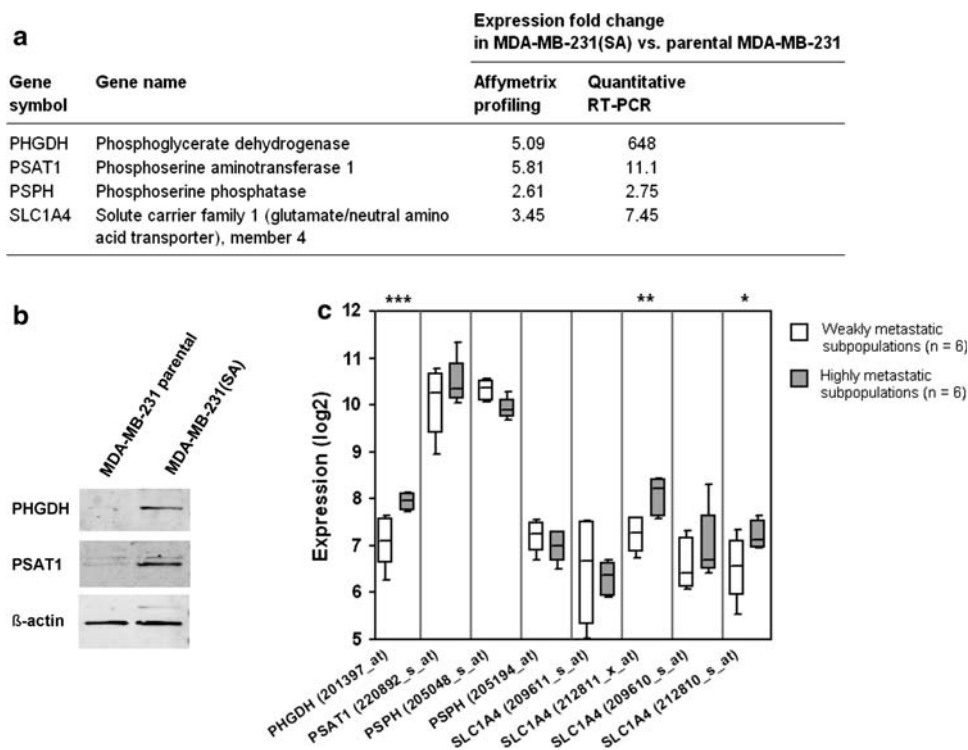 a
Expression fold change
in MDA-MB-231(SA) vs. parental MDA-MB-231
Gene symbol
Gene name
Affymetrix profiling
Quantitative RT-PCR
PHGDH Phosphoglycerate dehydrogenase 5.09 648
PSAT1 Phosphoserine aminotransferase 1 5.81 11.1
PSPH Phosphoserine phosphatase 2.61 2.75
SLC1A4 Solute carrier family 1 (glutamate/neutral amino 3.45 7.45
acid transporter), member 4
b
MDA-MB-231 parental
MDA-MB-231(SA)
PHGDH
PSAT1
ß-actin
c
Expression (log2)
12
11
10
9
8
7
6
5
***
**
*
Weakly metastatic
subpopulations (n = 6)
Highly metastatic
subpopulations (n = 6)
PHGDH (201397_at)
PSAT1 (220892_s_at)
PSPH (205048_s_at)
PSPH (205194_at)
SLC1A4 (209611_s_at)
SLC1A4 (212811_x_at)
SLC1A4 (209610_s_at)
SLC1A4 (212810_s_at)